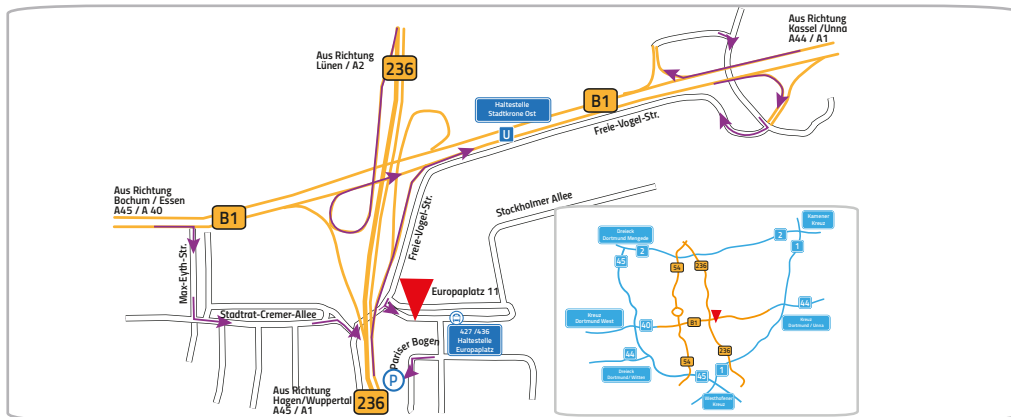 Aus Richtung
Kassel /Unna
A44 / A1
Aus Richtung
Lünen / A2
236
B1
Haltestelle
Stadtkrone Ost
U
Freie-Vogel-Str.
Aus Richtung
Bochum / Essen
A45 / A 40
B1
Stockholmer Allee
Freie-Vogel-Str.
Max-Eyth-Str.
Europaplatz 11
Stadtrat-Cremer-Allee
427 /436
Haltestelle
Europaplatz
Pariser Bogen
P
Aus Richtung
Hagen/Wuppertal
A45 / A1
236
Kamener
Kreuz
Dreieck
Dortmund Mengede
2
2
1
45
54
236
44
Kreuz
Dortmund West
40
B1
Kreuz
Dortmund / Unna
44
54
236
Dreieck
Dortmund/ Witten
45
1
Westhofener
Kreuz